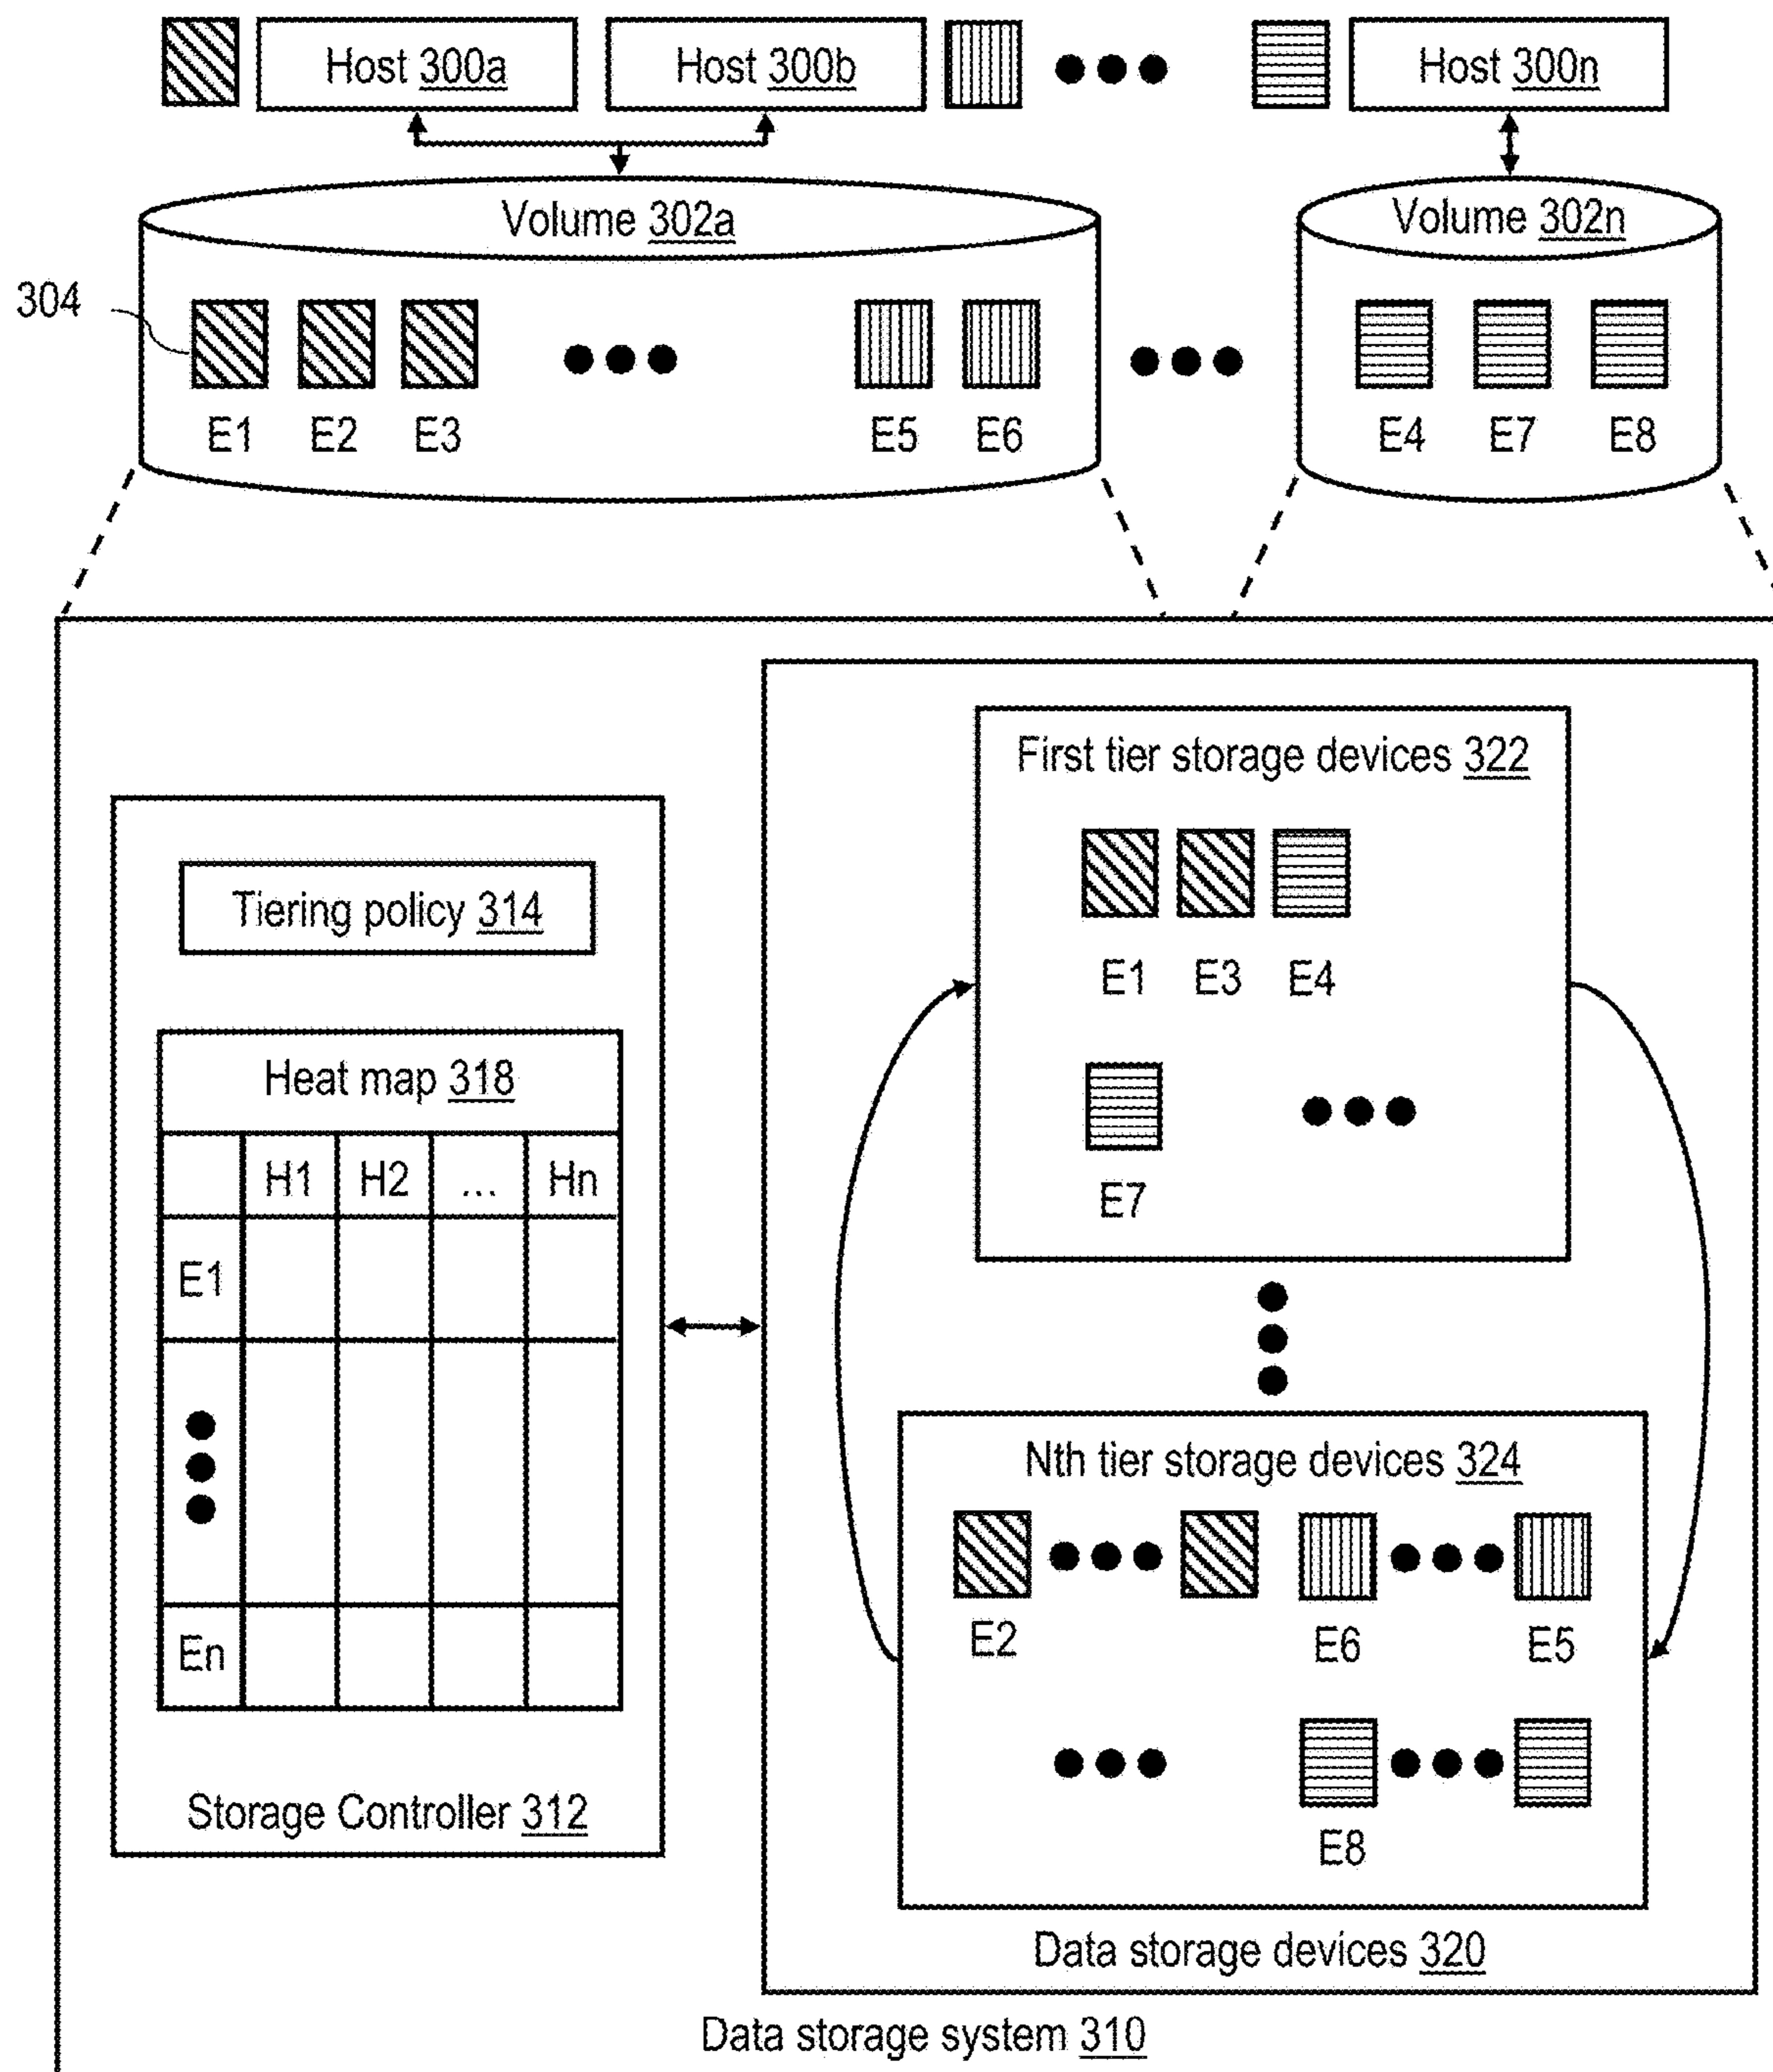 Host 300a Host 300b Host 300n
Volume 302a Volume 302n
304
E1 E2 E3 E5 E6 E4 E7 E8
First tier storage devices 322
E1 E3 E4
E7
Tiering policy 314
Heat map 318
H1 H2 ... Hn
E1
En
Storage Controller 312
Nth tier storage devices 324
E2 E6 E5
E8
Data storage devices 320
Data storage system 310